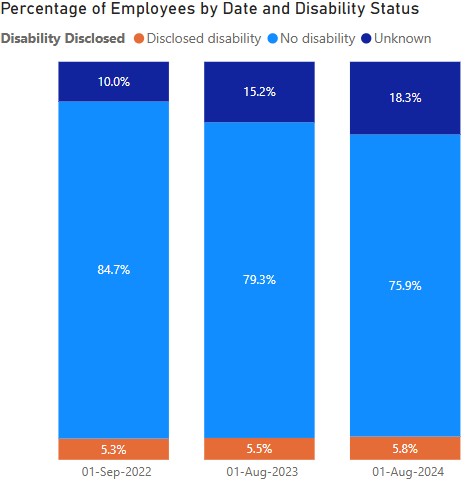 Percentage of Employees by Date and Disability Status
Disability Disclosed Disclosed disability No disability Unknown
10.0% 15.2% 18.3%
84.7% 79.3% 75.9%
5.3% 5.5% 5.8%
01-Sep-2022 01-Aug-2023 01-Aug-2024